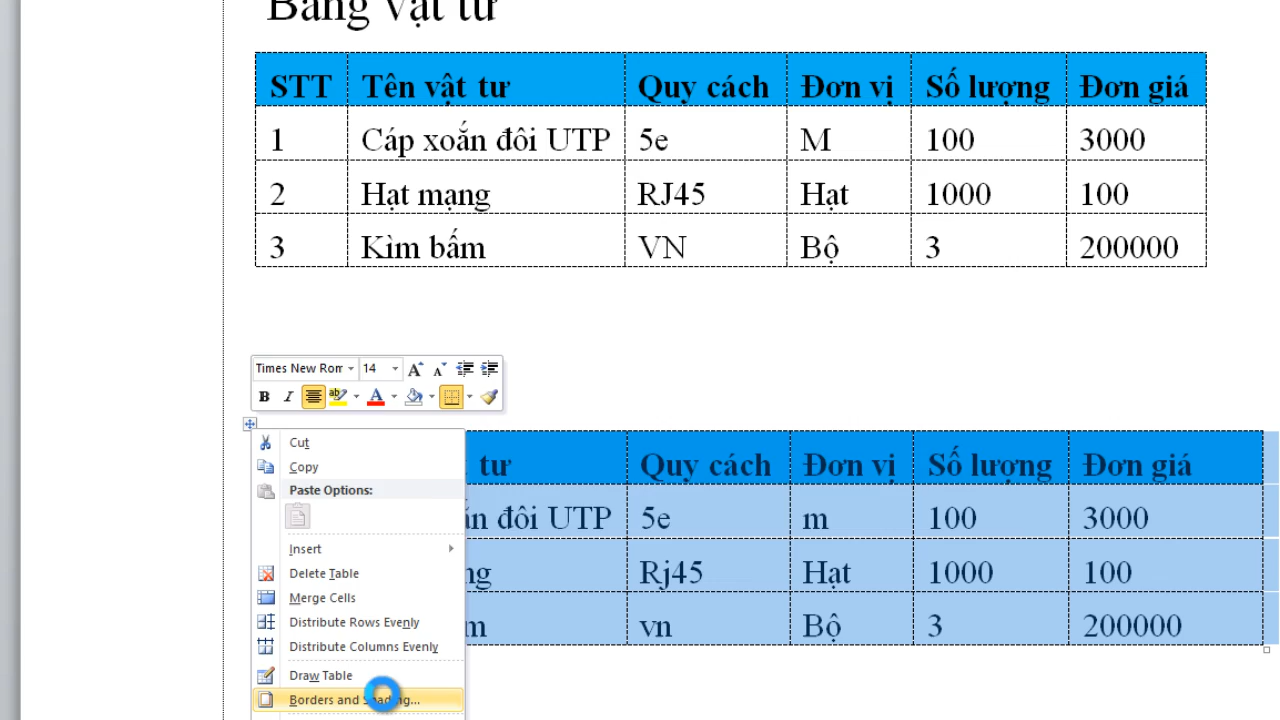 Bảng vật tư
STT Tên vật tư Quy cách Đơn vị Số lượng Đơn giá
1 Cáp xoắn đôi UTP 5e M 100 3000
2 Hạt mạng RJ45 Hạt 1000 100
3 Kìm bấm VN Bộ 3 200000
Times New Ror 14 A A
B I ab A
tư Quy cách Đơn vị Số lượng Đơn giá
ắn đôi UTP 5e m 100 3000
ng Rj45 Hạt 1000 100
m vn Bộ 3 200000
Cut
Copy
Paste Options:
Insert
Delete Table
Merge Cells
Distribute Rows Evenly
Distribute Columns Evenly
Draw Table
Borders and Shading...